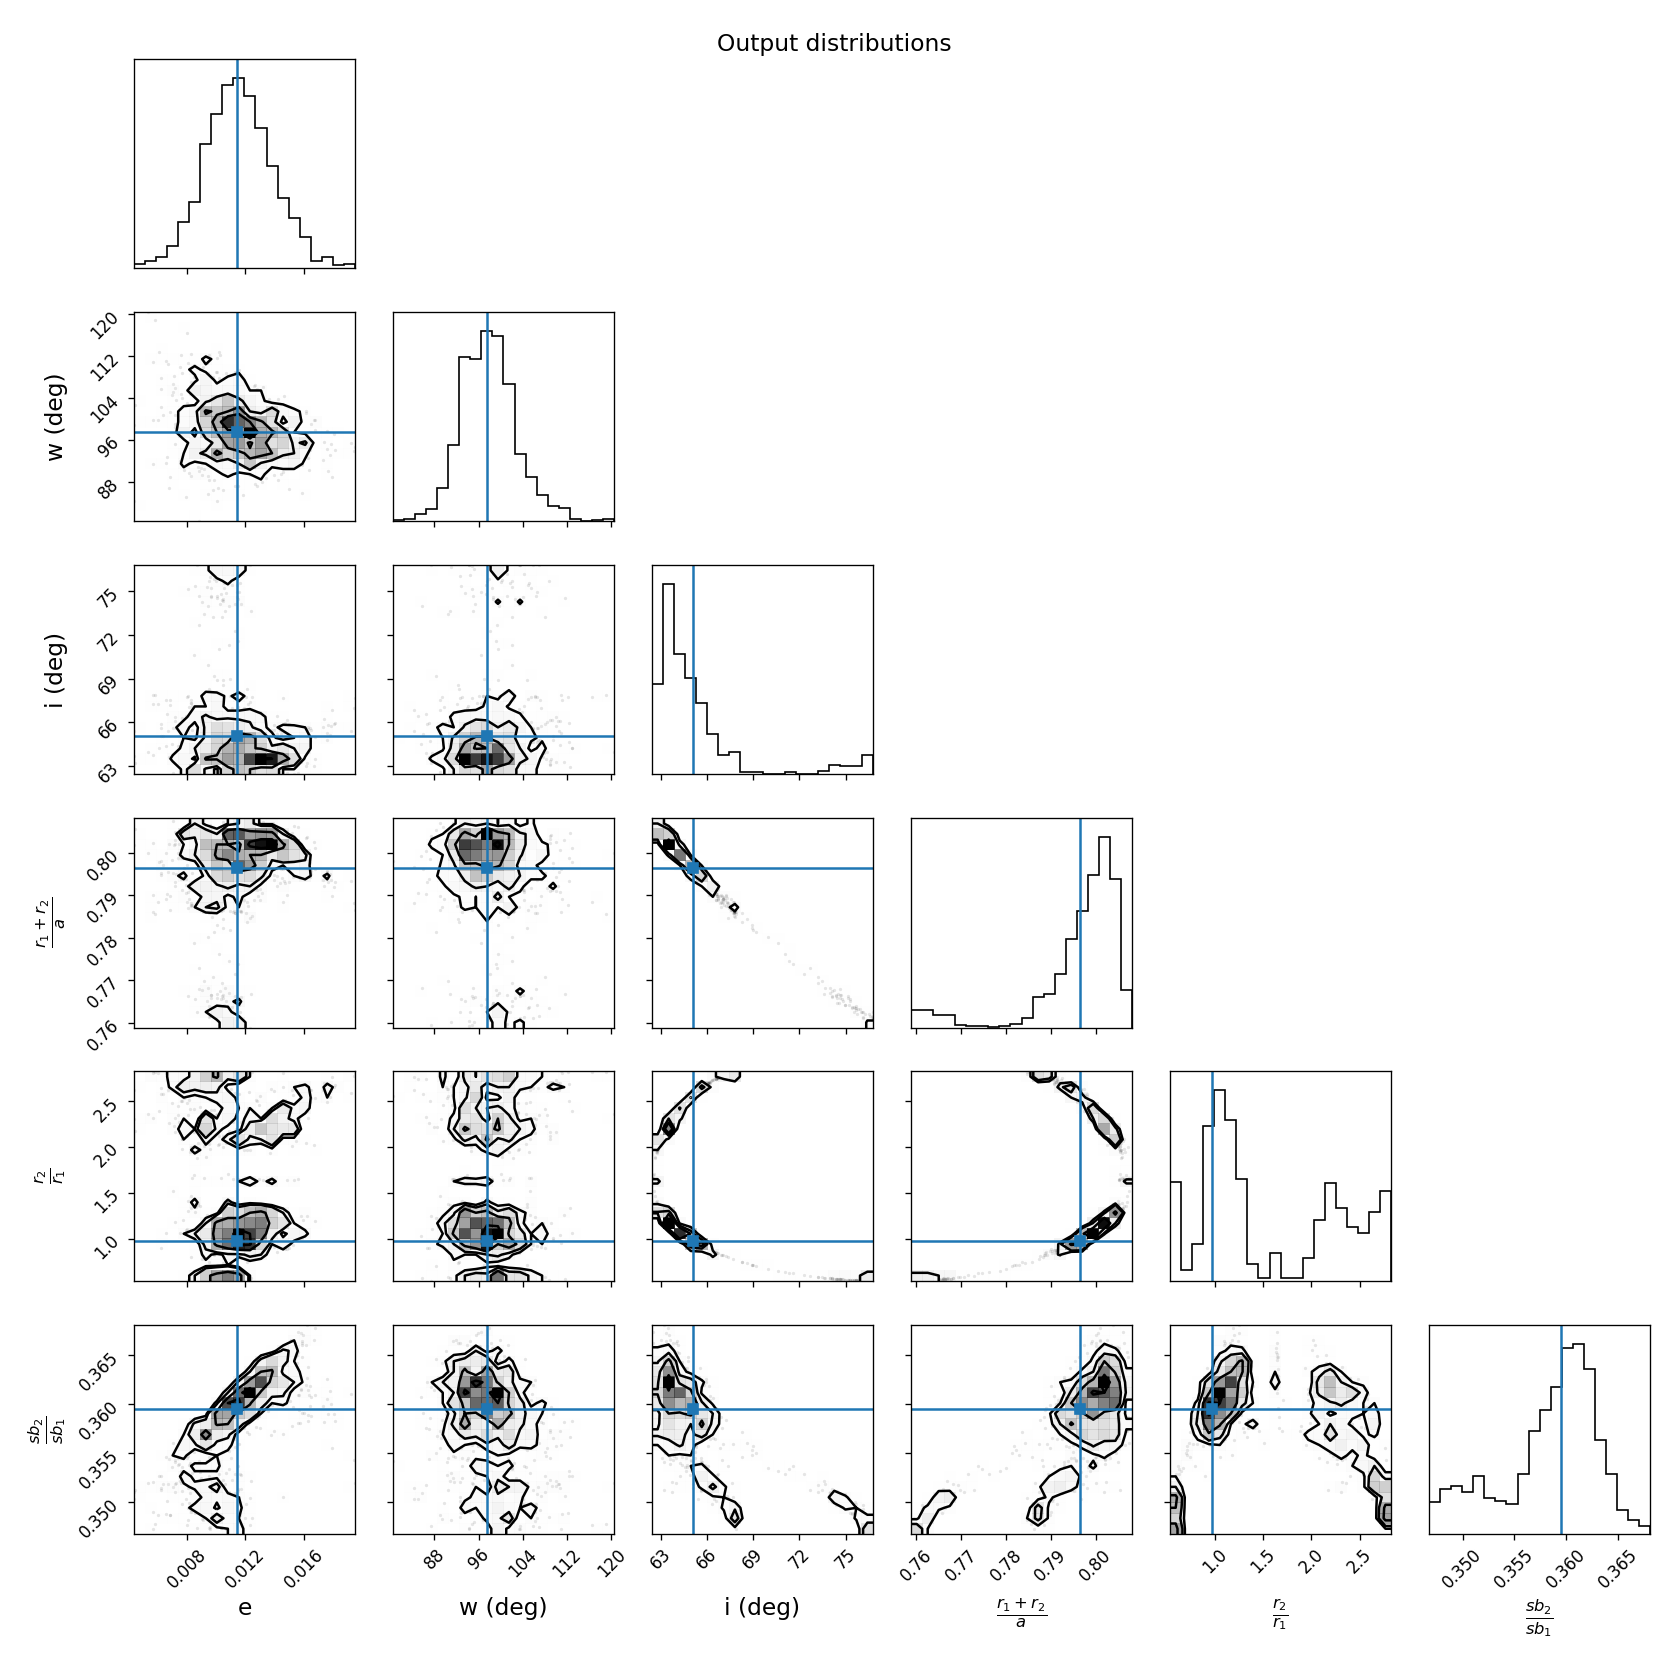 Output distributions
w (deg)
120
112
104
96
88
i (deg)
75
72
69
66
63
r₁ + r₂
a
0.80
0.79
0.78
0.77
0.76
r₂
r₁
2.5
2.0
1.5
1.0
sb₂
sb₁
0.365
0.360
0.355
0.350
0.008 0.012 0.016
88 96 104 112 120
63 66 69 72 75
0.76 0.77 0.78 0.79 0.80
1.0 1.5 2.0 2.5
0.350 0.355 0.360 0.365
e
w (deg)
i (deg)
r₁ + r₂
a
r₂
r₁
sb₂
sb₁